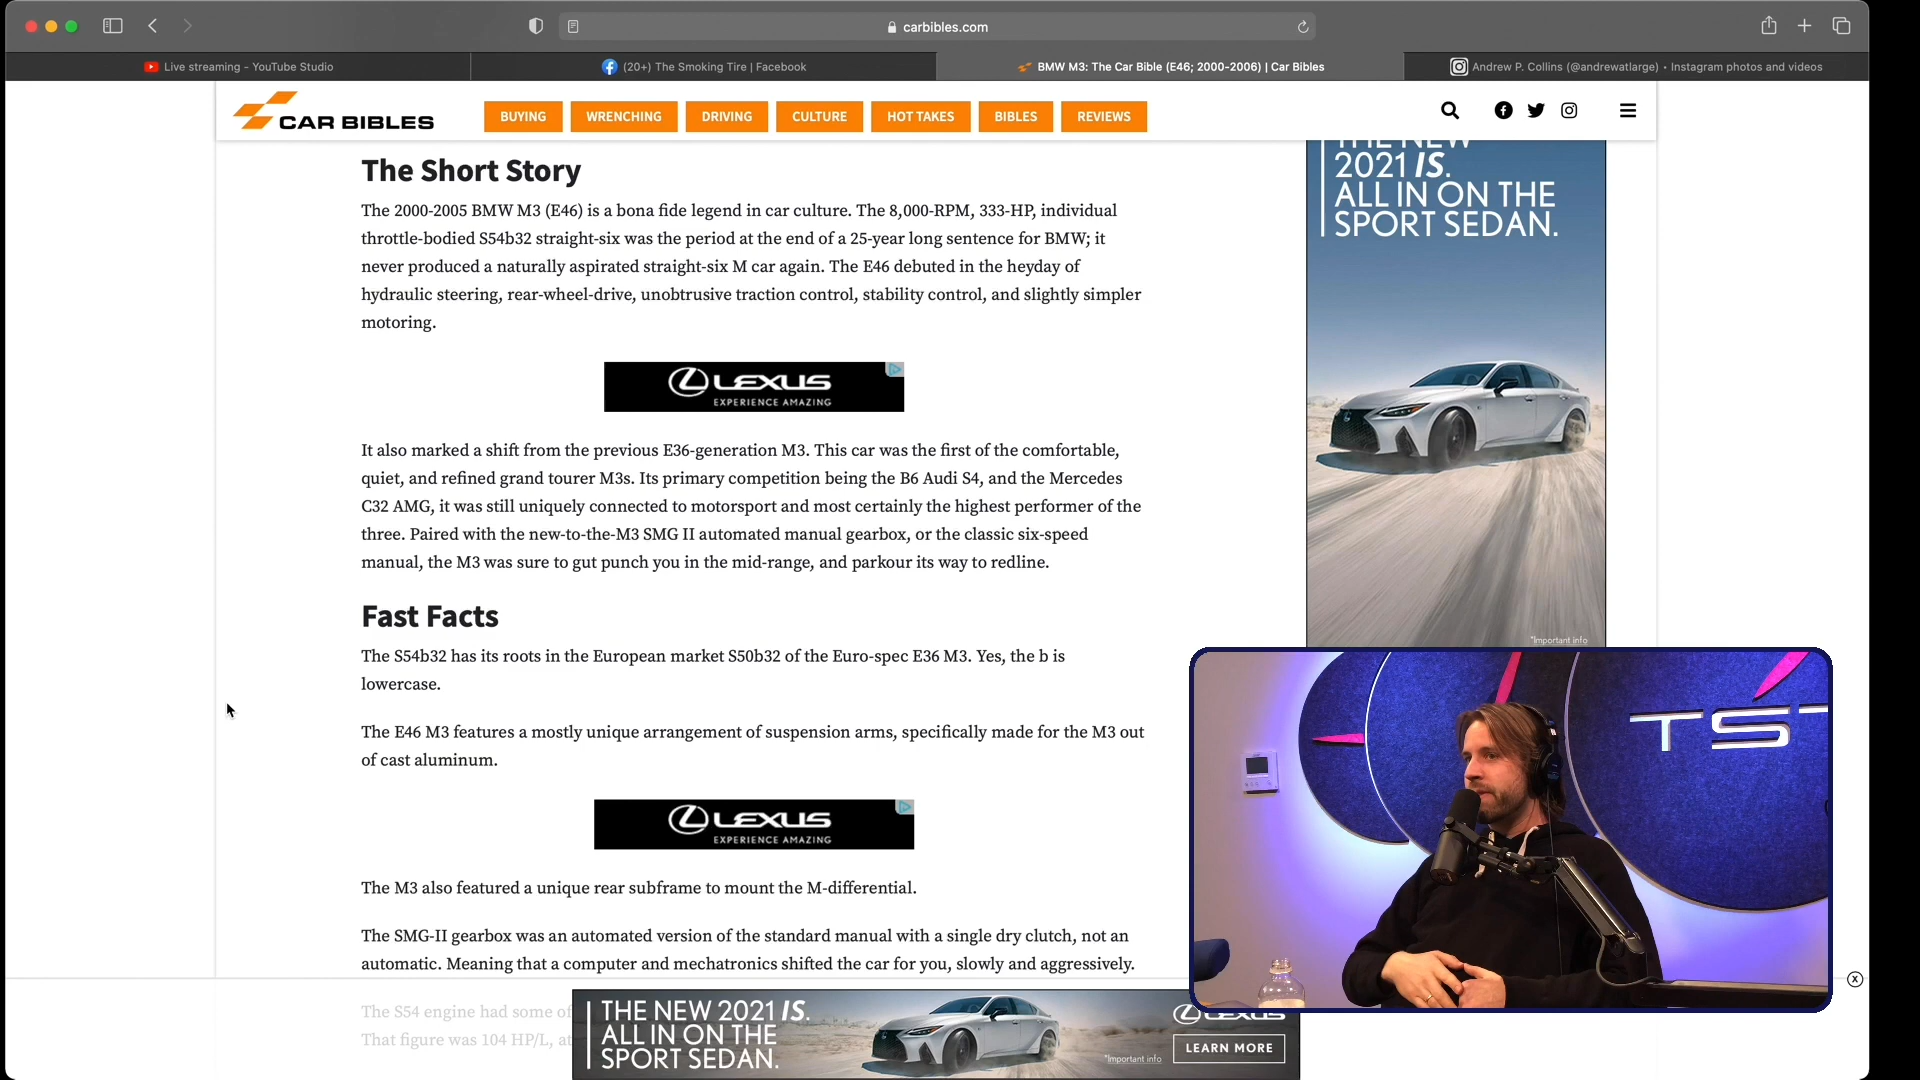 carbibles.com
Live streaming - YouTube Studio
(20+) The Smoking Tire | Facebook
BMW M3: The Car Bible (E46; 2000-2006) | Car Bibles
Andrew P. Collins (@andrewatlarge) • Instagram photos and videos
CAR BIBLES
BUYING
WRENCHING
DRIVING
CULTURE
HOT TAKES
BIBLES
REVIEWS
The Short Story
The 2000-2005 BMW M3 (E46) is a bona fide legend in car culture. The 8,000-RPM, 333-HP, individual
throttle-bodied S54b32 straight-six was the period at the end of a 25-year long sentence for BMW; it
never produced a naturally aspirated straight-six M car again. The E46 debuted in the heyday of
hydraulic steering, rear-wheel-drive, unobtrusive traction control, stability control, and slightly simpler
motoring.
LEXUS
EXPERIENCE AMAZING
It also marked a shift from the previous E36-generation M3. This car was the first of the comfortable,
quiet, and refined grand tourer M3s. Its primary competition being the B6 Audi S4, and the Mercedes
C32 AMG, it was still uniquely connected to motorsport and most certainly the highest performer of the
three. Paired with the new-to-the-M3 SMG II automated manual gearbox, or the classic six-speed
manual, the M3 was sure to gut punch you in the mid-range, and parkour its way to redline.
Fast Facts
The S54b32 has its roots in the European market S50b32 of the Euro-spec E36 M3. Yes, the b is
lowercase.
The E46 M3 features a mostly unique arrangement of suspension arms, specifically made for the M3 out
of cast aluminum.
LEXUS
EXPERIENCE AMAZING
The M3 also featured a unique rear subframe to mount the M-differential.
The SMG-II gearbox was an automated version of the standard manual with a single dry clutch, not an
automatic. Meaning that a computer and mechatronics shifted the car for you, slowly and aggressively.
The S54 engine had some of
That figure was 104 HP/L, at
THE NEW
2021 IS.
ALL IN ON THE
SPORT SEDAN.
*Important info
TST
THE NEW 2021 IS.
ALL IN ON THE
SPORT SEDAN.
*Important info
LEXUS
LEARN MORE